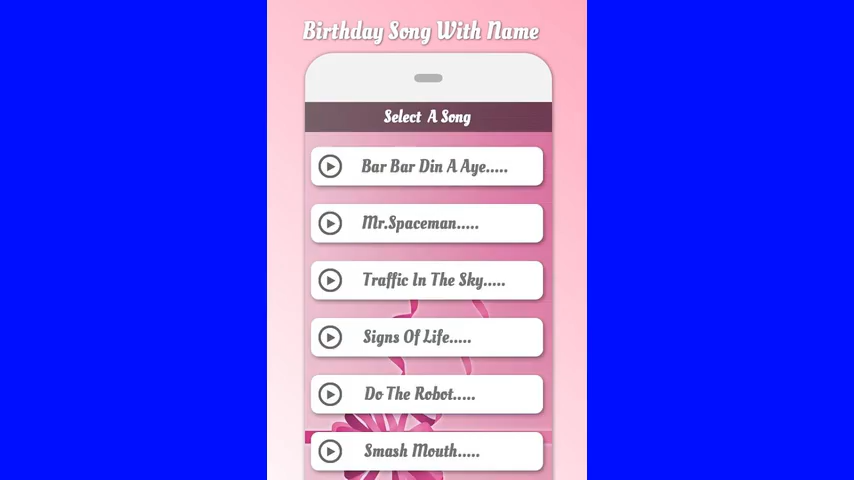 Birthday Song With Name
Select A Song
Bar Bar Din A Aye.....
Mr.Spaceman.....
Traffic In The Sky.....
Signs Of Life.....
Do The Robot.....
Smash Mouth.....